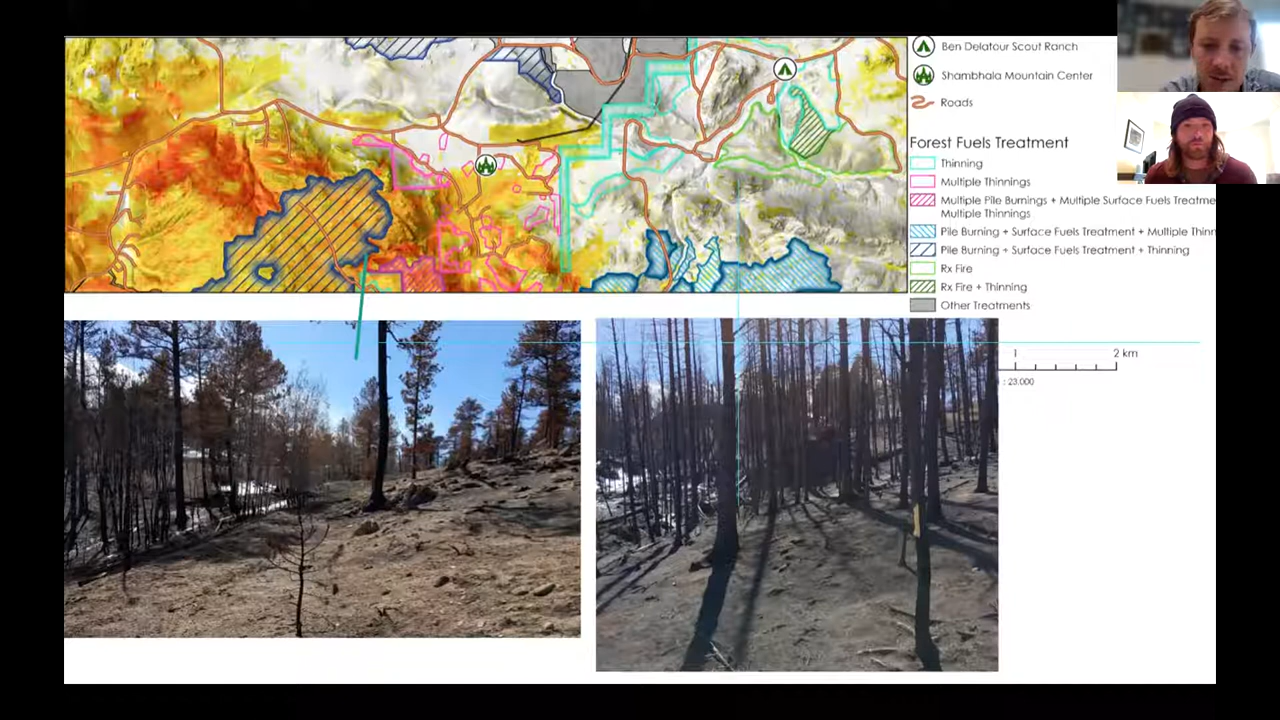 Ben Delatour Scout Ranch
Shambhala Mountain Center
Roads
Forest Fuels Treatment
Thinning
Multiple Thinnings
Multiple Pile Burnings + Multiple Surface Fuels Treatme
Multiple Thinnings
Pile Burning + Surface Fuels Treatment + Multiple Thinn
Pile Burning + Surface Fuels Treatment + Thinning
Rx Fire
Rx Fire + Thinning
Other Treatments
1 2 km
: 23.000